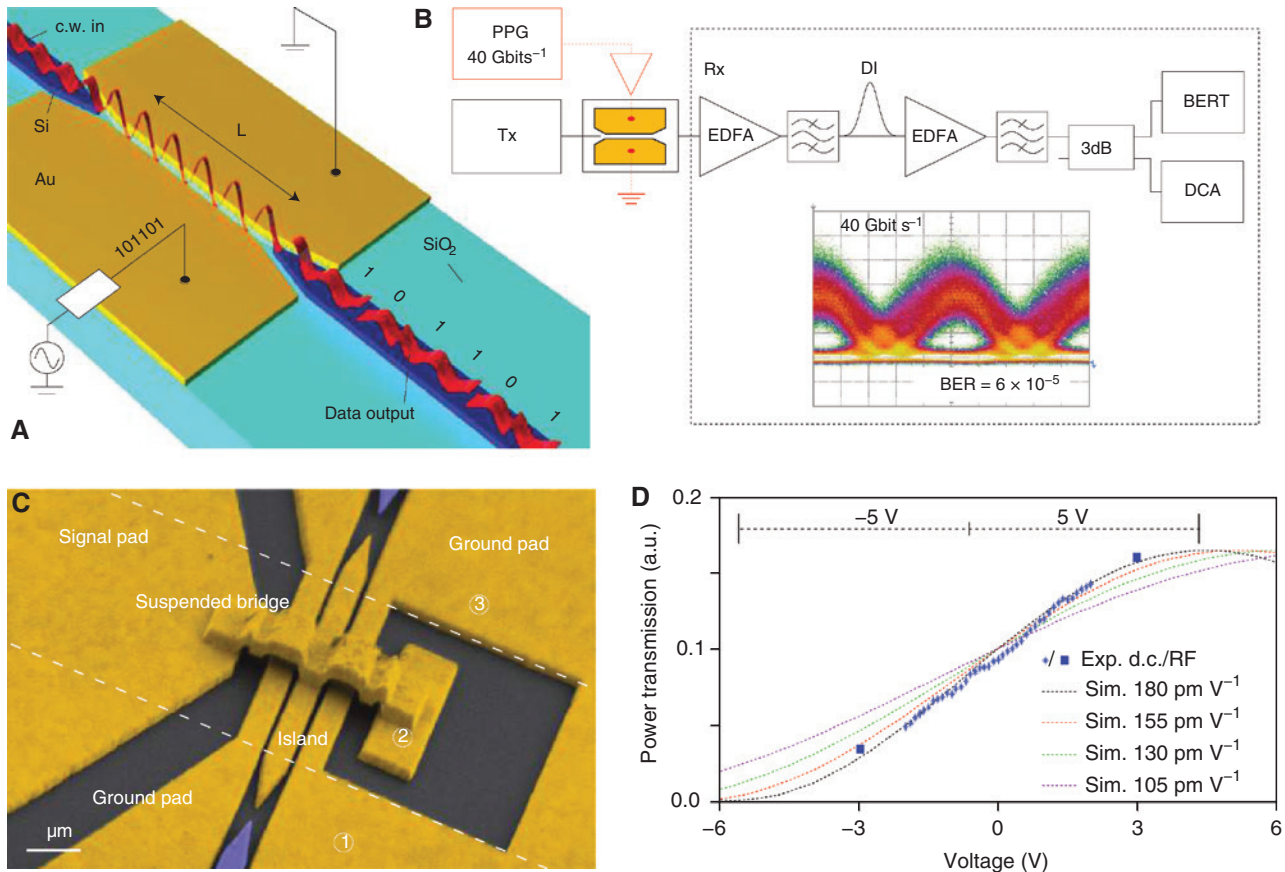 c.w. in
Si
L
Au
101101
SiO₂
1
0
1
1
0
1
Data output
A
B
PPG
40 Gbits⁻¹
Tx
Rx
EDFA
DI
EDFA
3dB
BERT
DCA
40 Gbit s⁻¹
BER = 6 × 10⁻⁵
C
Signal pad
Ground pad
Suspended bridge
③
Island
②
Ground pad
①
μm
D
Power transmission (a.u.)
0.2
0.1
0.0
–5 V
5 V
/ Exp. d.c./RF
Sim. 180 pm V⁻¹
Sim. 155 pm V⁻¹
Sim. 130 pm V⁻¹
Sim. 105 pm V⁻¹
–6
–3
0
3
6
Voltage (V)